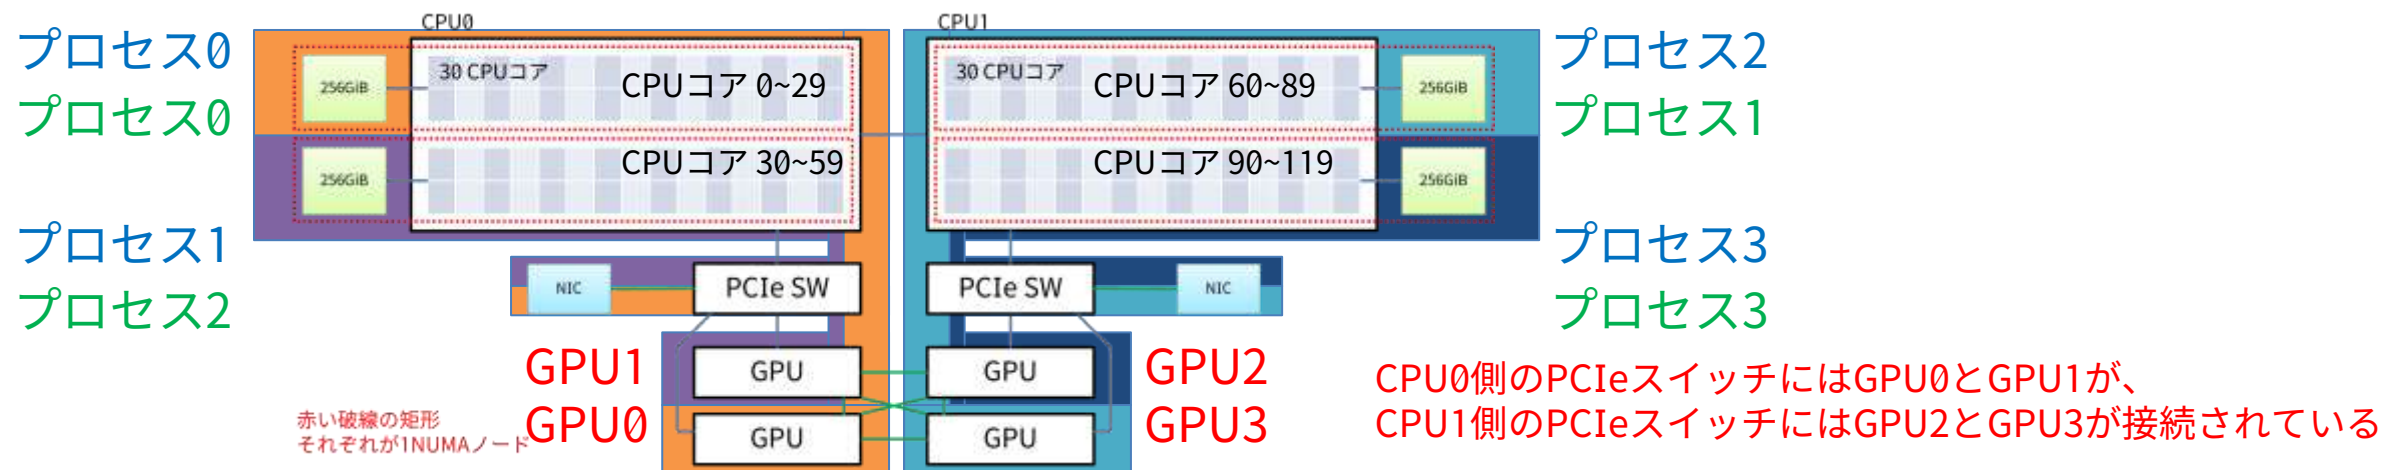 CPU0
CPU1
プロセス0
プロセス0
256GiB
30 CPUコア
CPUコア 0~29
30 CPUコア
CPUコア 60~89
256GiB
プロセス2
プロセス1
256GiB
CPUコア 30~59
CPUコア 90~119
256GiB
プロセス1
プロセス2
NIC
PCIe SW
PCIe SW
NIC
プロセス3
プロセス3
GPU1
GPU
GPU
GPU2
GPU0
GPU
GPU
GPU3
赤い破線の矩形
それぞれが1NUMAノード
CPU0側のPCIeスイッチにはGPU0とGPU1が、
CPU1側のPCIeスイッチにはGPU2とGPU3が接続されている